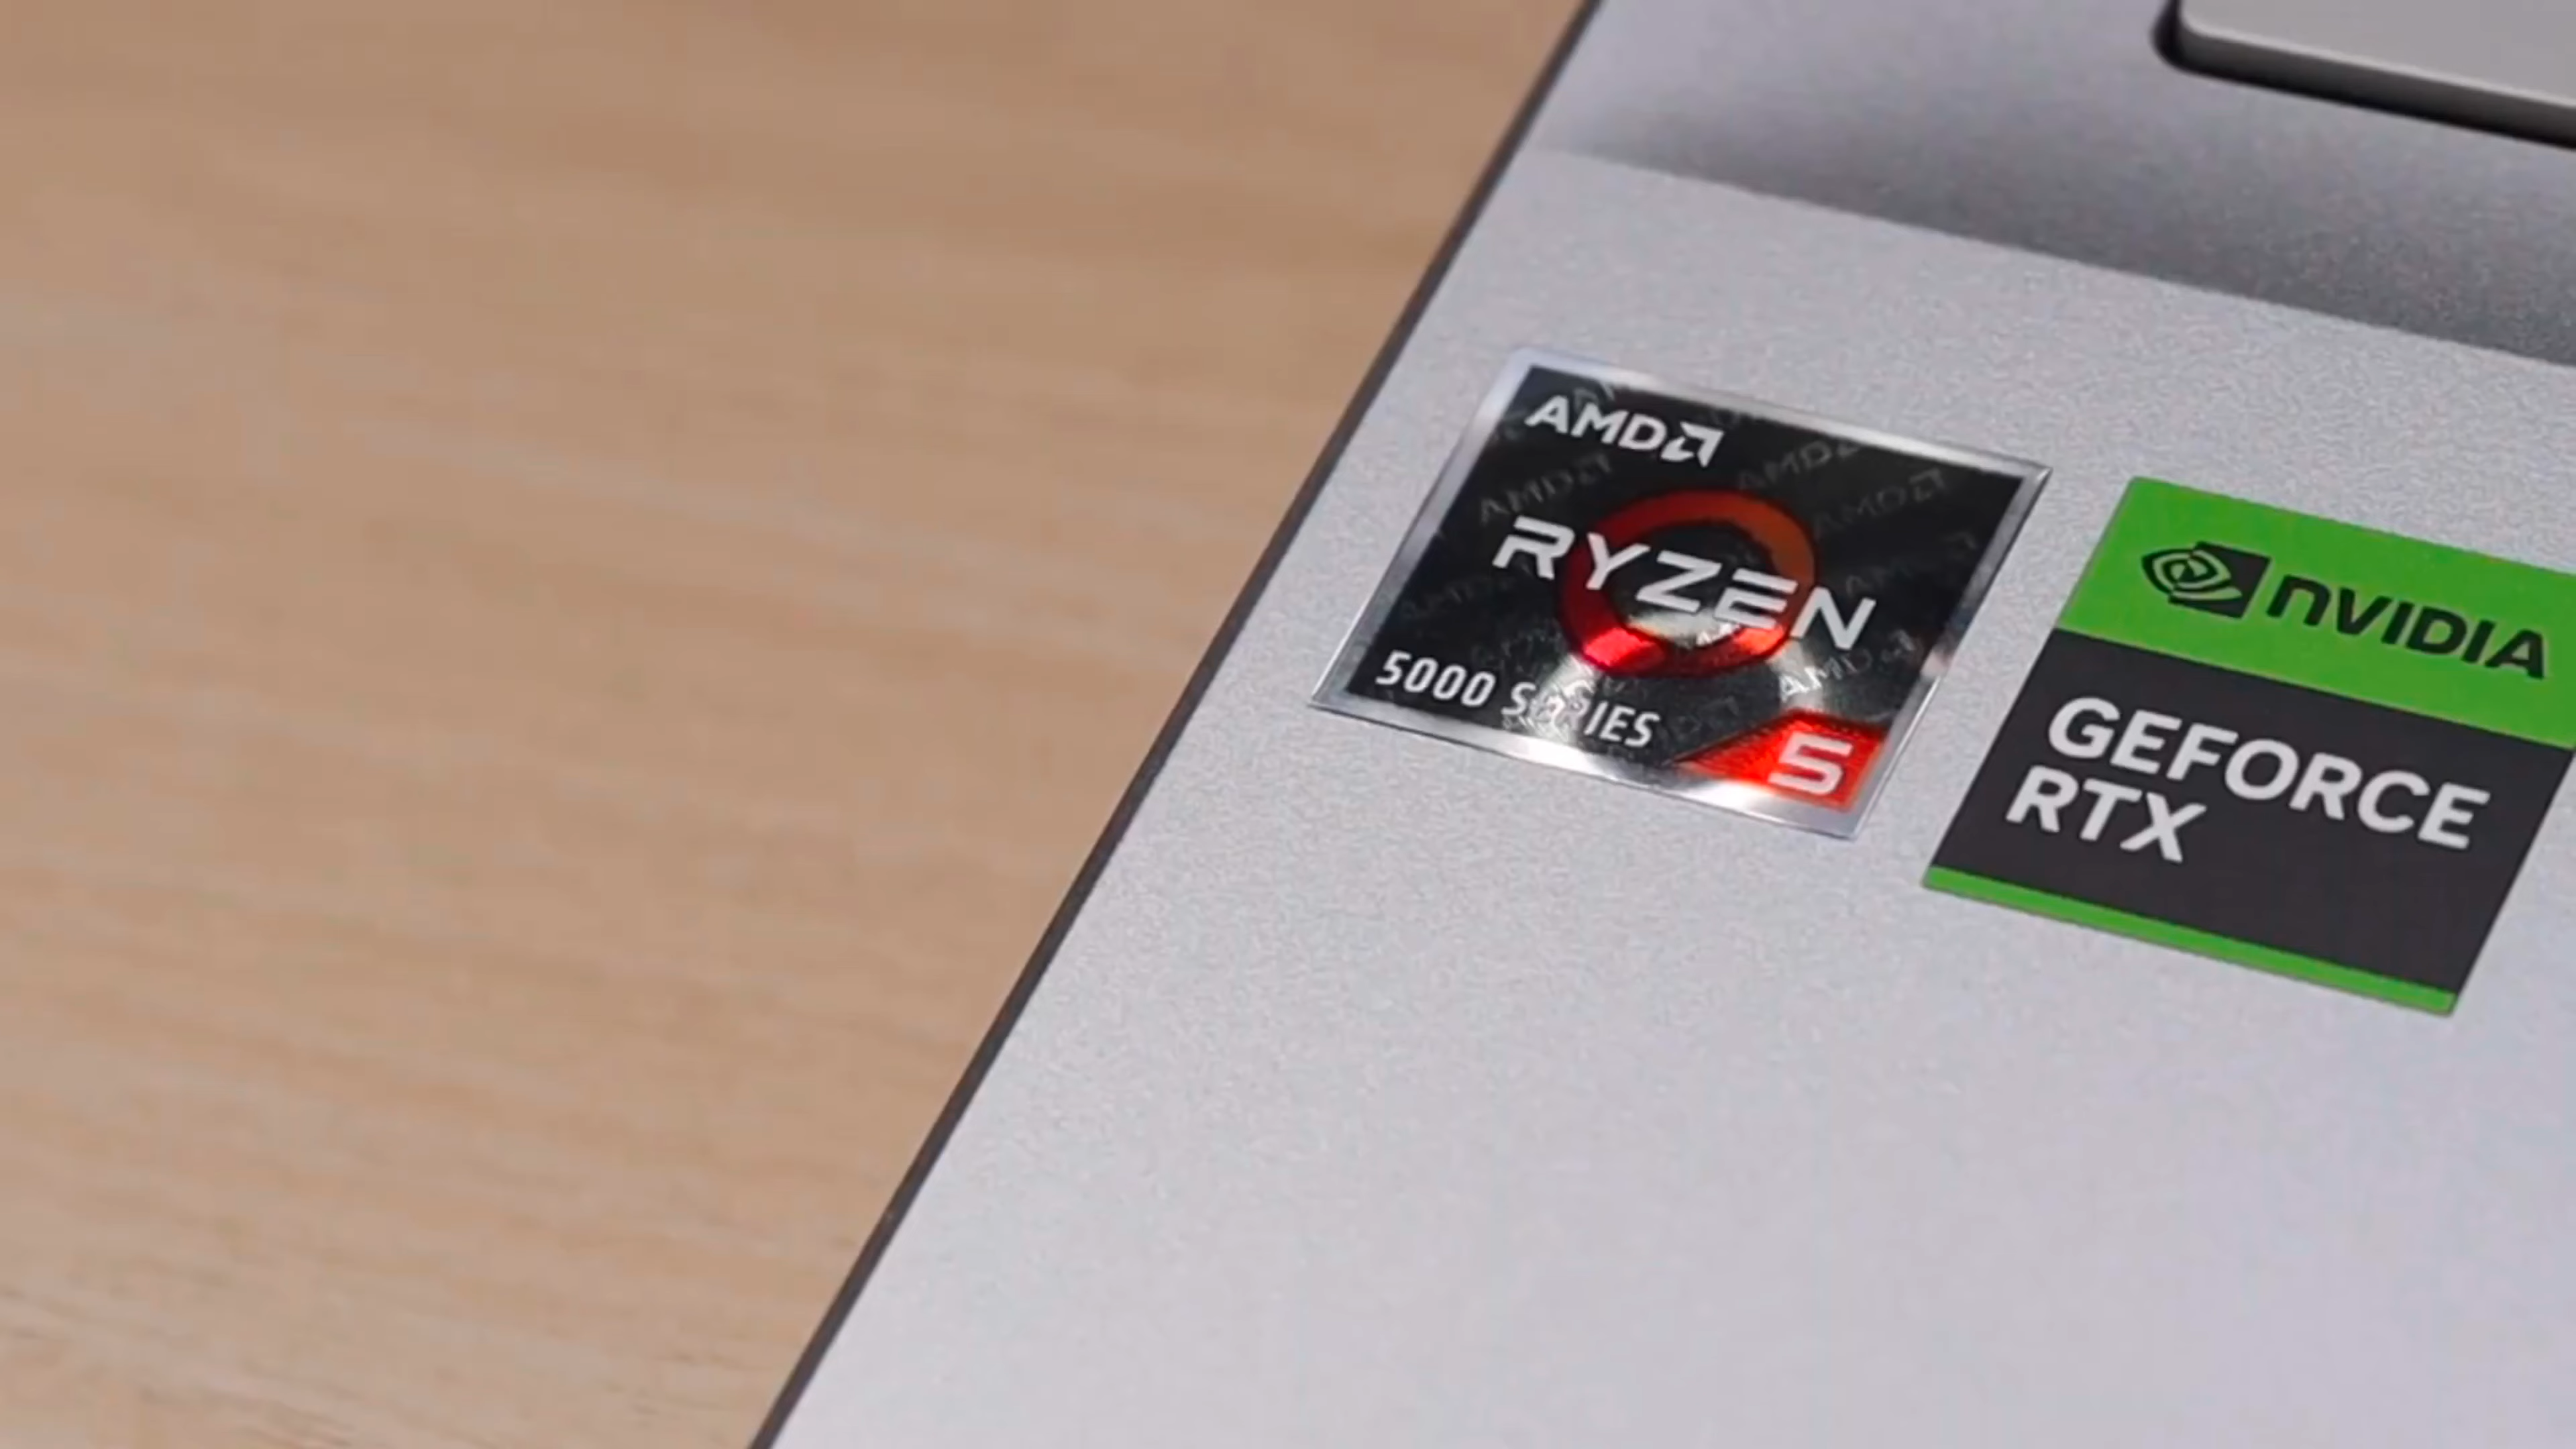 AMD
RYZEN
5000 SERIES
5
NVIDIA
GEFORCE
RTX